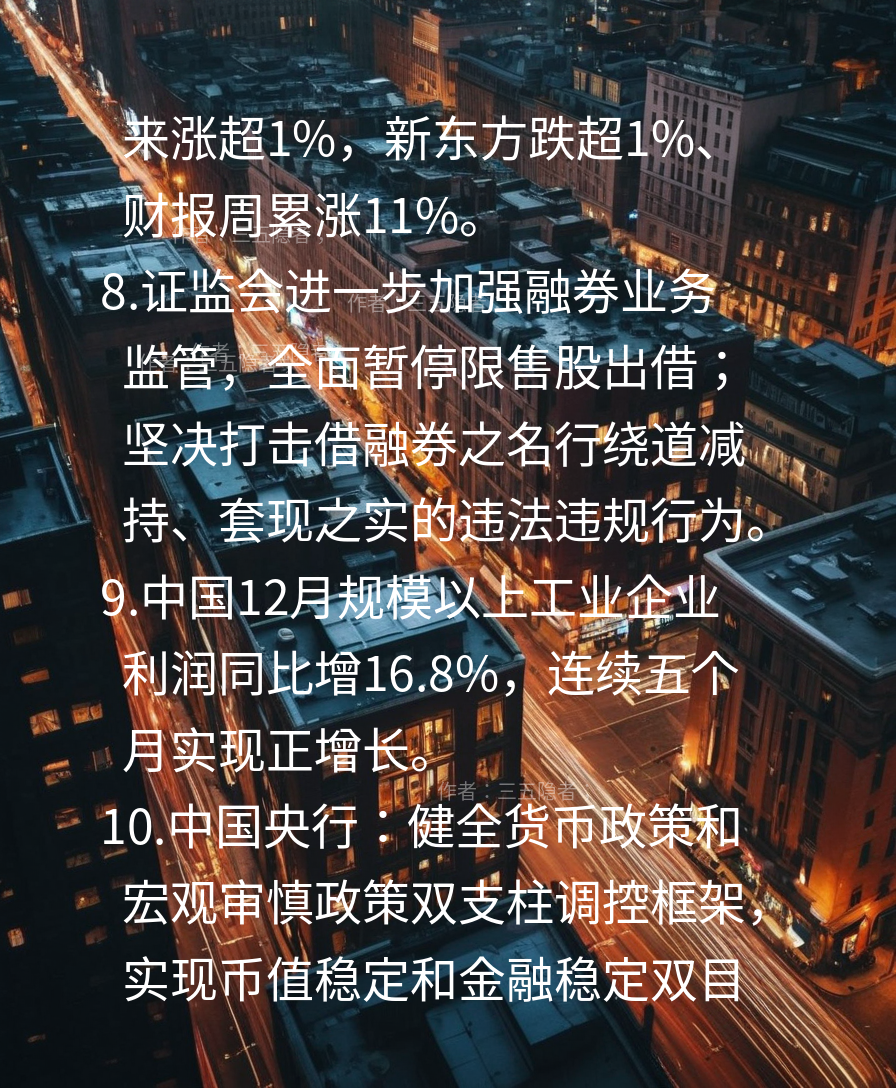 来涨超1%，新东方跌超1%、
财报周累涨11%。
8.证监会进一步加强融券业务
监管，全面暂停限售股出借；
坚决打击借融券之名行绕道减
持、套现之实的违法违规行为。
9.中国12月规模以上工业企业
利润同比增16.8%，连续五个
月实现正增长。
作者：三五隐者
10.中国央行：健全货币政策和
宏观审慎政策双支柱调控框架，
实现币值稳定和金融稳定双目